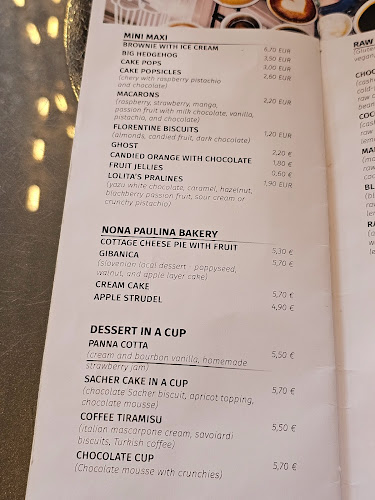 MINI MAXI
BROWNIE WITH ICE CREAM 6,70 EUR
BIG HEDGEHOG 3,50 EUR
CAKE POPS 3,00 EUR
CAKE POPSICLES 2,60 EUR
(chery with raspberry pistachio
and chocolate)
MACARONS 2,20 EUR
(raspberry, strawberry, mango,
passion fruit with milk chocolate, vanilla,
pistachio, and chocolate)
FLORENTINE BISCUITS 1,20 EUR
(almonds, candied fruit, dark chocolate)
GHOST 2,20 €
CANDIED ORANGE WITH CHOCOLATE 1,80 €
FRUIT JELLIES 0,60 €
LOLITA'S PRALINES 1,90 EUR
(yazu white chocolate, caramel, hazelnut,
blackberry passion fruit, sour cream or
crunchy pistachio)
NONA PAULINA BAKERY
COTTAGE CHEESE PIE WITH FRUIT 5,30 €
GIBANICA 5,70 €
(slovenian local dessert - poppyseed,
walnut, and apple layer cake)
CREAM CAKE 5,70 €
APPLE STRUDEL 4,90 €
DESSERT IN A CUP
PANNA COTTA 5,50 €
(cream and bourbon vanilla, homemade
strawberry jam)
SACHER CAKE IN A CUP 5,70 €
(chocolate Sacher biscuit, apricot topping,
chocolate mousse)
COFFEE TIRAMISU 5,50 €
(italian mascarpone cream, savoiardi
biscuits, Turkish coffee)
CHOCOLATE CUP 5,70 €
(Chocolate mousse with crunchies)
RAW